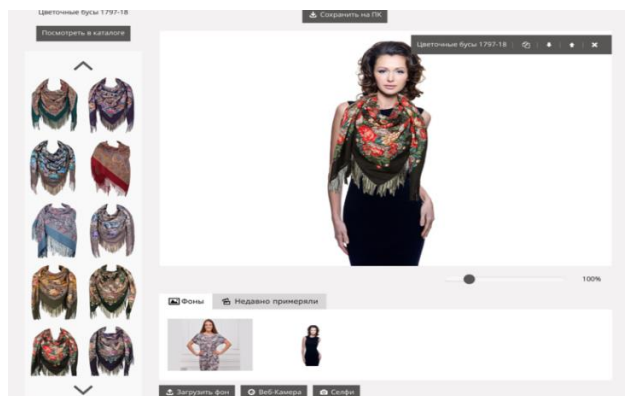 Цветочные бусы 1797-18
Посмотреть в каталоге
Сохранить на ПК
Цветочные бусы 1797-18
100%
Фоны
Недавно примеряли
Загрузить фон
Веб-Камера
Селфи